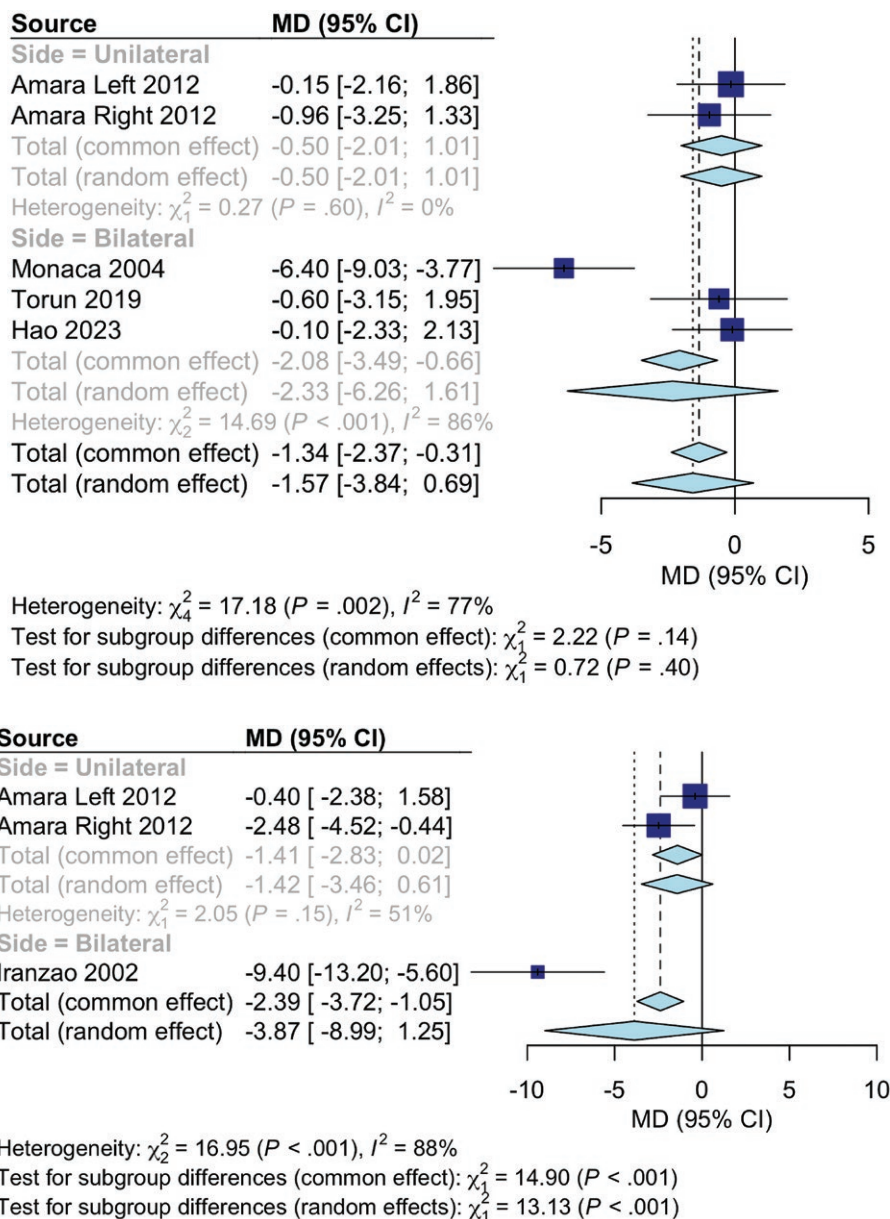 Source MD (95% CI)
Side = Unilateral
Amara Left 2012 -0.15 [-2.16; 1.86]
Amara Right 2012 -0.96 [-3.25; 1.33]
Total (common effect) -0.50 [-2.01; 1.01]
Total (random effect) -0.50 [-2.01; 1.01]
Heterogeneity: χ²₁ = 0.27 (P = .60), I² = 0%
Side = Bilateral
Monaca 2004 -6.40 [-9.03; -3.77]
Torun 2019 -0.60 [-3.15; 1.95]
Hao 2023 -0.10 [-2.33; 2.13]
Total (common effect) -2.08 [-3.49; -0.66]
Total (random effect) -2.33 [-6.26; 1.61]
Heterogeneity: χ²₂ = 14.69 (P < .001), I² = 86%
Total (common effect) -1.34 [-2.37; -0.31]
Total (random effect) -1.57 [-3.84; 0.69]
-5 0 5
MD (95% CI)
Heterogeneity: χ²₄ = 17.18 (P = .002), I² = 77%
Test for subgroup differences (common effect): χ²₁ = 2.22 (P = .14)
Test for subgroup differences (random effects): χ²₁ = 0.72 (P = .40)
Source MD (95% CI)
Side = Unilateral
Amara Left 2012 -0.40 [ -2.38; 1.58]
Amara Right 2012 -2.48 [ -4.52; -0.44]
Total (common effect) -1.41 [ -2.83; 0.02]
Total (random effect) -1.42 [ -3.46; 0.61]
Heterogeneity: χ²₁ = 2.05 (P = .15), I² = 51%
Side = Bilateral
Iranzao 2002 -9.40 [-13.20; -5.60]
Total (common effect) -2.39 [ -3.72; -1.05]
Total (random effect) -3.87 [ -8.99; 1.25]
-10 -5 0 5 10
MD (95% CI)
Heterogeneity: χ²₂ = 16.95 (P < .001), I² = 88%
Test for subgroup differences (common effect): χ²₁ = 14.90 (P < .001)
Test for subgroup differences (random effects): χ²₁ = 13.13 (P < .001)